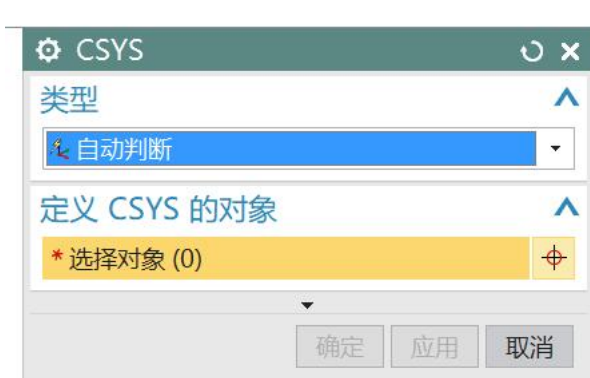 CSYS
类型
自动判断
定义 CSYS 的对象
* 选择对象 (0)
确定 应用 取消